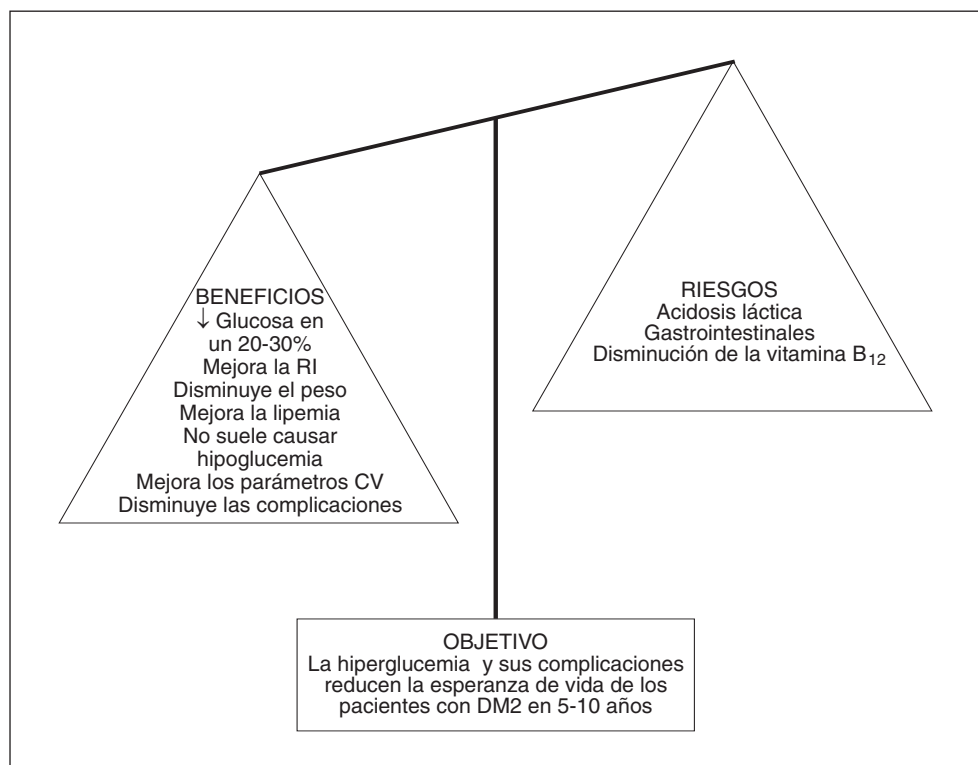 BENEFICIOS
↓ Glucosa en
un 20-30%
Mejora la RI
Disminuye el peso
Mejora la lipemia
No suele causar
hipoglucemia
Mejora los parámetros CV
Disminuye las complicaciones
RIESGOS
Acidosis láctica
Gastrointestinales
Disminución de la vitamina B₁₂
OBJETIVO
La hiperglucemia y sus complicaciones
reducen la esperanza de vida de los
pacientes con DM2 en 5-10 años